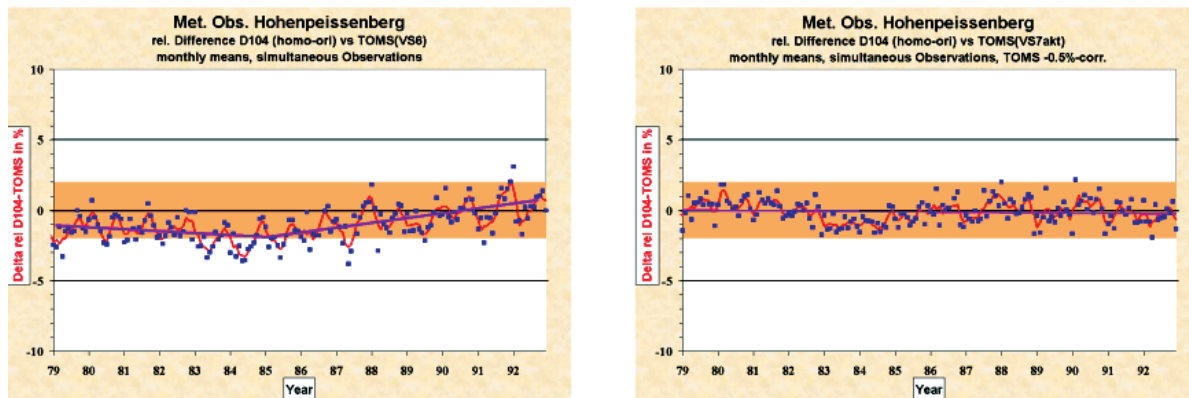 Met. Obs. Hohenpeissenberg
rel. Difference D104 (homo-ori) vs TOMS(VS6)
monthly means, simultaneous Observations
10
5
0
-5
-10
Delta rel D104-TOMS in %
79 80 81 82 83 84 85 86 87 88 89 90 91 92
Year
Met. Obs. Hohenpeissenberg
rel. Difference D104 (homo-ori) vs TOMS(VS7akt)
monthly means, simultaneous Observations, TOMS -0.5%-corr.
10
5
0
-5
-10
Delta rel D104-TOMS in %
79 80 81 82 83 84 85 86 87 88 89 90 91 92
Year